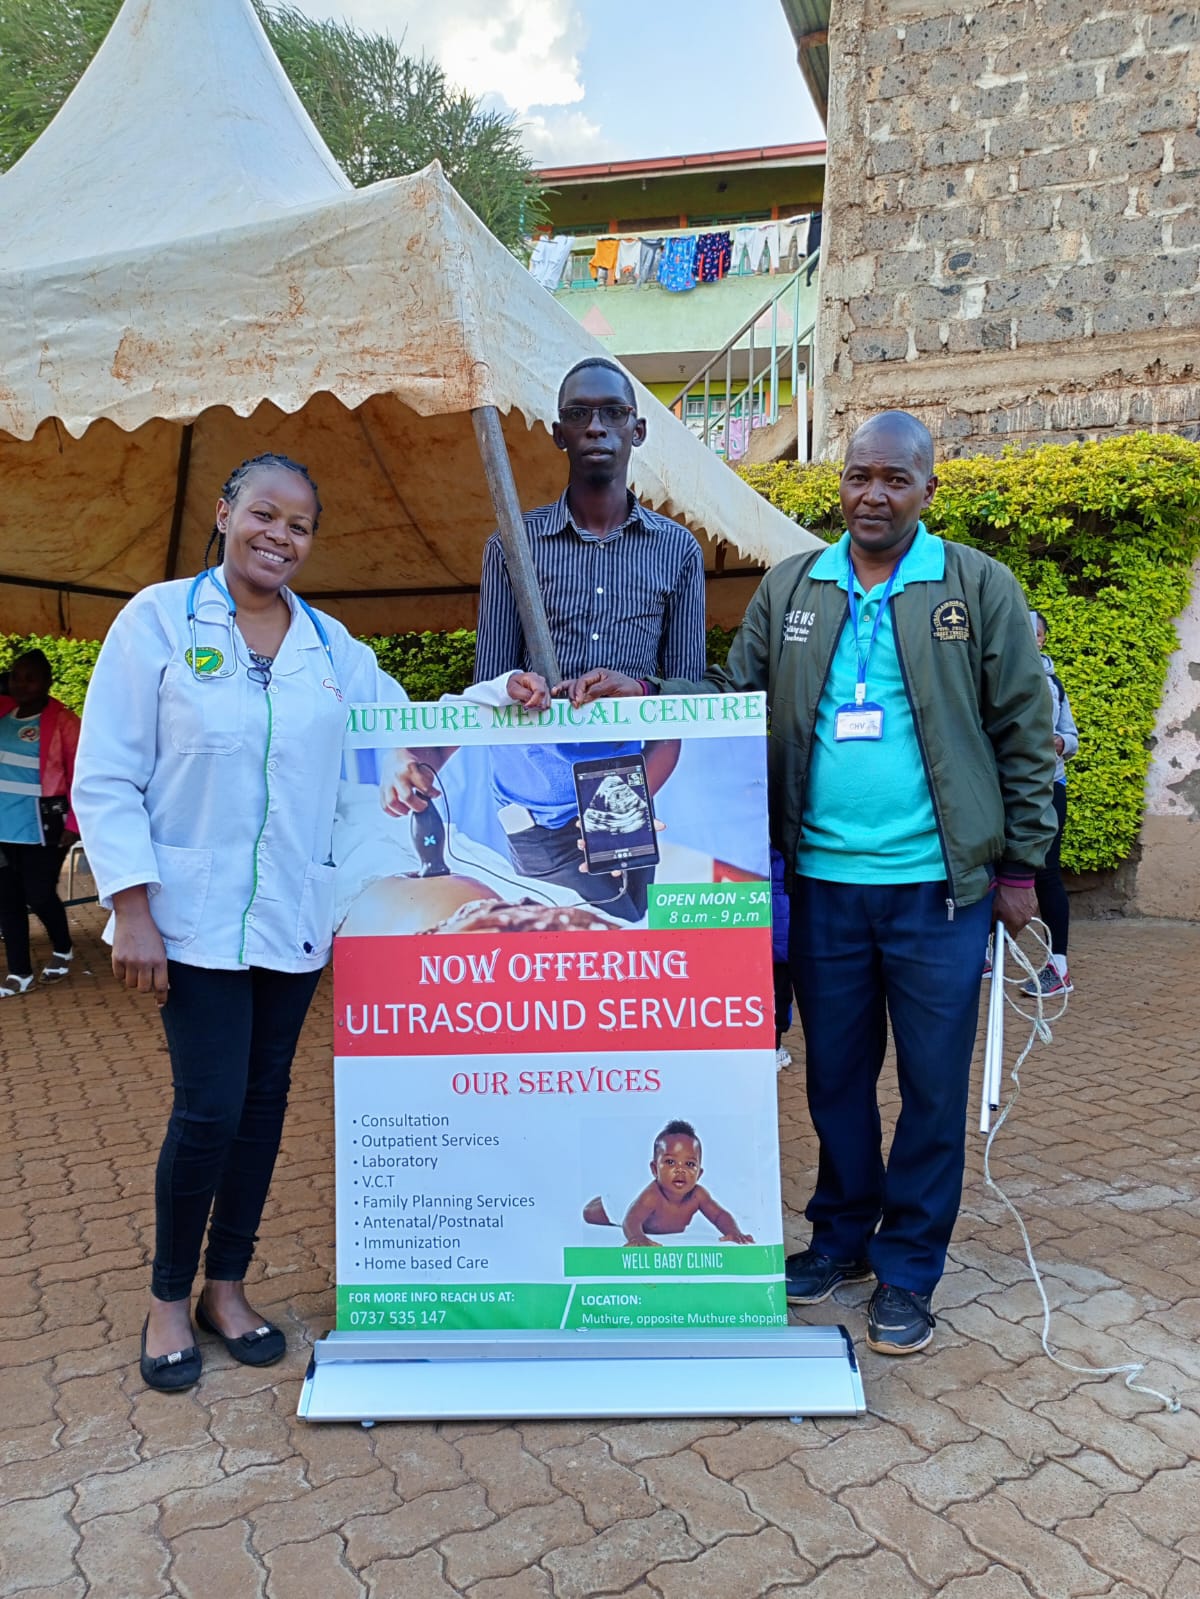 MUTHURE MEDICAL CENTRE
OPEN MON - SAT
8 a.m - 9 p.m
NOW OFFERING
ULTRASOUND SERVICES
OUR SERVICES
• Consultation
• Outpatient Services
• Laboratory
• V.C.T
• Family Planning Services
• Antenatal/Postnatal
• Immunization
• Home based Care
WELL BABY CLINIC
FOR MORE INFO REACH US AT:
0737 535 147
LOCATION:
Muthure, opposite Muthure shopping
CHV